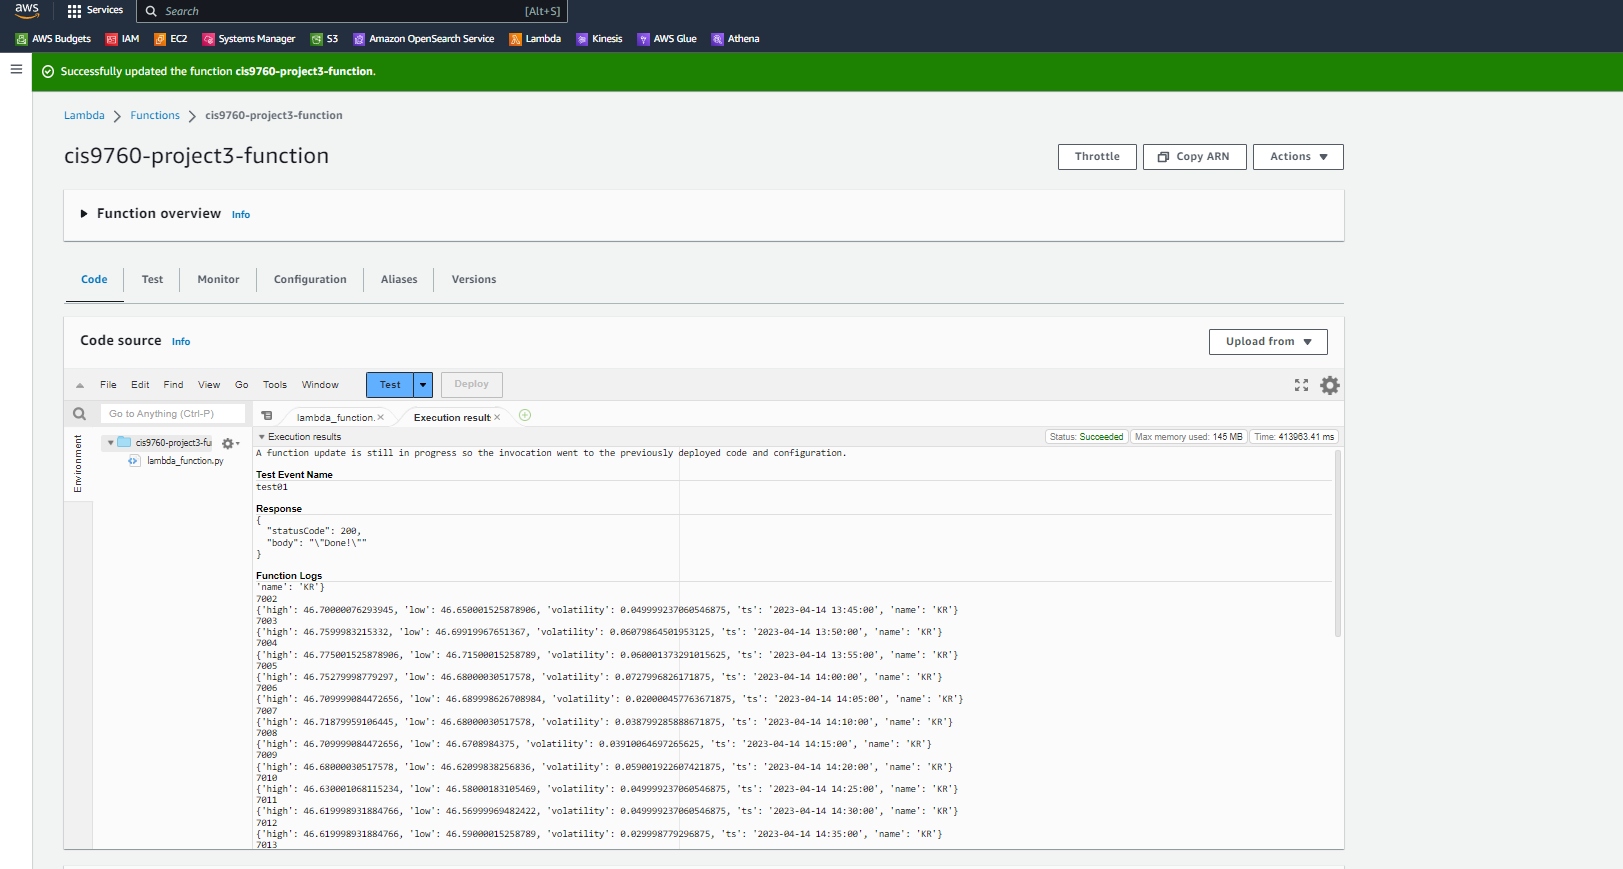 aws
Services
Search
[Alt+S]
AWS Budgets
IAM
EC2
Systems Manager
S3
Amazon OpenSearch Service
Lambda
Kinesis
AWS Glue
Athena
Successfully updated the function cis9760-project3-function.
Lambda
Functions
cis9760-project3-function
cis9760-project3-function
Throttle
Copy ARN
Actions
Function overview
Info
Code
Test
Monitor
Configuration
Aliases
Versions
Code source
Info
Upload from
File
Edit
Find
View
Go
Tools
Window
Test
Deploy
Go to Anything (Ctrl-P)
lambda_function.
Execution result
Environment
cis9760-project3-fu
lambda_function.py
Execution results
Status: Succeeded
Max memory used: 145 MB
Time: 413963.41 ms
A function update is still in progress so the invocation went to the previously deployed code and configuration.
Test Event Name
test01
Response
{
"statusCode": 200,
"body": "\"Done!\""
}
Function Logs
'name': 'KR'}
7002
{'high': 46.70000076293945, 'low': 46.650001525878906, 'volatility': 0.049999237060546875, 'ts': '2023-04-14 13:45:00', 'name': 'KR'}
7003
{'high': 46.7599983215332, 'low': 46.69919967651367, 'volatility': 0.06079864501953125, 'ts': '2023-04-14 13:50:00', 'name': 'KR'}
7004
{'high': 46.775001525878906, 'low': 46.71500015258789, 'volatility': 0.060001373291015625, 'ts': '2023-04-14 13:55:00', 'name': 'KR'}
7005
{'high': 46.75279998779297, 'low': 46.68000030517578, 'volatility': 0.0727996826171875, 'ts': '2023-04-14 14:00:00', 'name': 'KR'}
7006
{'high': 46.709999084472656, 'low': 46.689998626708984, 'volatility': 0.020000457763671875, 'ts': '2023-04-14 14:05:00', 'name': 'KR'}
7007
{'high': 46.71879959106445, 'low': 46.68000030517578, 'volatility': 0.038799285888671875, 'ts': '2023-04-14 14:10:00', 'name': 'KR'}
7008
{'high': 46.709999084472656, 'low': 46.6708984375, 'volatility': 0.03910064697265625, 'ts': '2023-04-14 14:15:00', 'name': 'KR'}
7009
{'high': 46.68000030517578, 'low': 46.62099838256836, 'volatility': 0.059001922607421875, 'ts': '2023-04-14 14:20:00', 'name': 'KR'}
7010
{'high': 46.630001068115234, 'low': 46.58000183105469, 'volatility': 0.049999237060546875, 'ts': '2023-04-14 14:25:00', 'name': 'KR'}
7011
{'high': 46.619998931884766, 'low': 46.56999969482422, 'volatility': 0.049999237060546875, 'ts': '2023-04-14 14:30:00', 'name': 'KR'}
7012
{'high': 46.619998931884766, 'low': 46.59000015258789, 'volatility': 0.029998779296875, 'ts': '2023-04-14 14:35:00', 'name': 'KR'}
7013